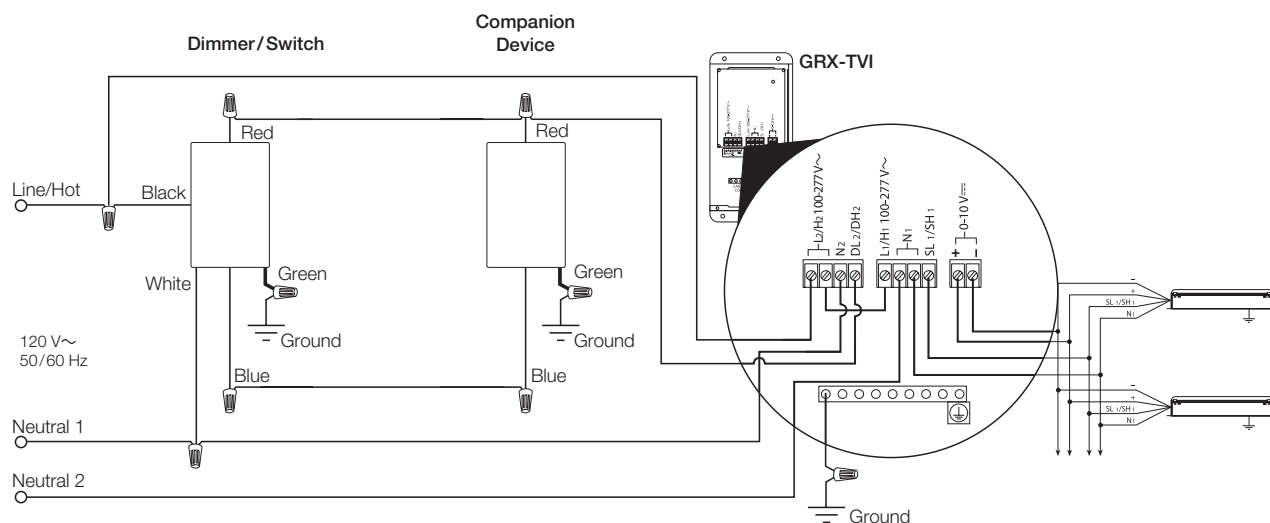 Companion
Device
Dimmer/Switch
GRX-TVI
Red
Red
Line/Hot
Black
White
Green
Green
Ground
Ground
120 V~
50/60 Hz
Blue
Blue
Neutral 1
Neutral 2
Ground
L2/H2 100-277 V~
N2
DL 2/DH2
L1/H1 100-277 V~
N1
SL 1/SH 1
0-10 V
+
-
-
+
SL 1/SH 1
N1
-
+
SL 1/SH 1
N1